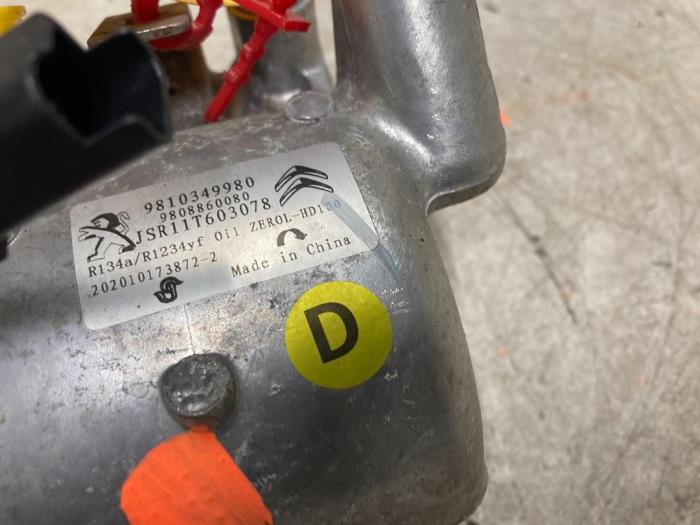 9810349980
9808860080
JSR11T603078
R134a/R1234yf Oil ZEROL-HD100
.202010173872-2 Made in China
D